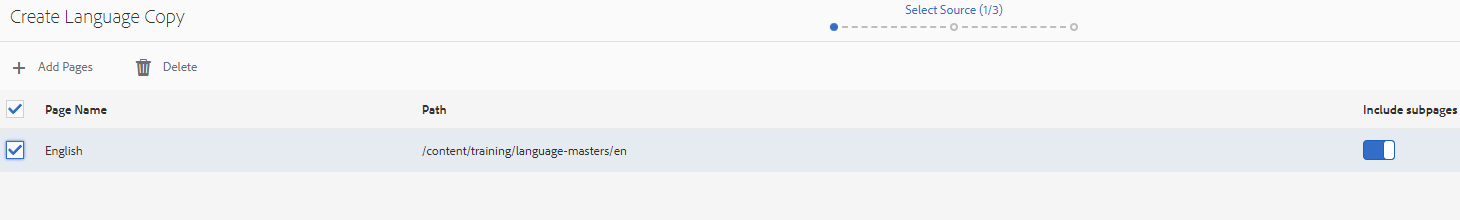 Create Language Copy
Select Source (1/3)
Add Pages
Delete
Page Name Path Include subpages
English /content/training/language-masters/en